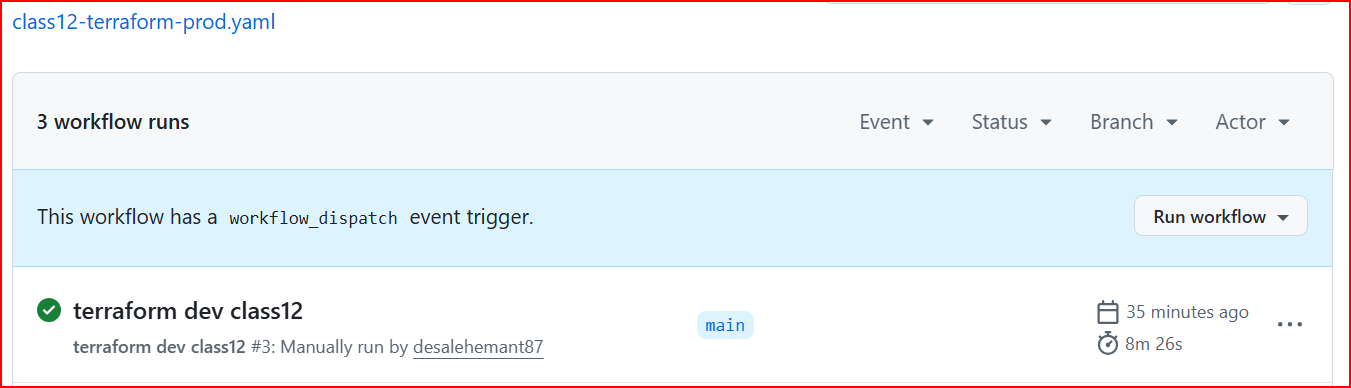 class12-terraform-prod.yaml
3 workflow runs
Event Status Branch Actor
This workflow has a workflow_dispatch event trigger.
Run workflow
terraform dev class12
main
35 minutes ago
terraform dev class12 #3: Manually run by desalehemant87
8m 26s